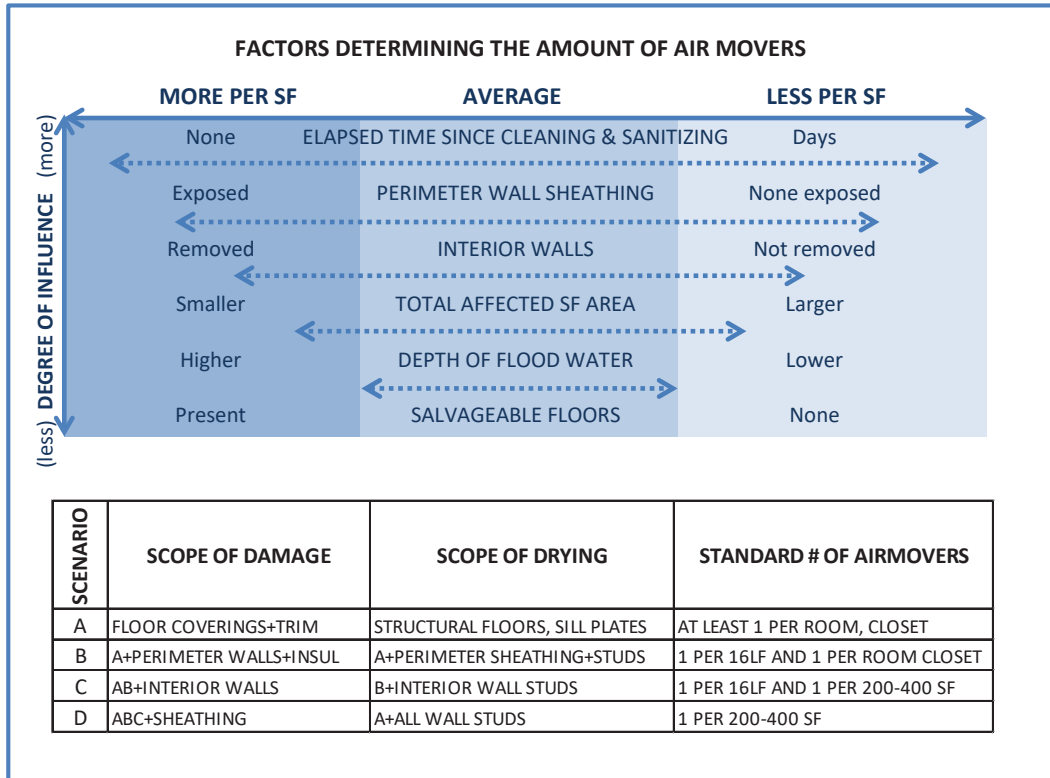 FACTORS DETERMINING THE AMOUNT OF AIR MOVERS
MORE PER SF AVERAGE LESS PER SF
(less) DEGREE OF INFLUENCE (more)
None ELAPSED TIME SINCE CLEANING & SANITIZING Days
Exposed PERIMETER WALL SHEATHING None exposed
Removed INTERIOR WALLS Not removed
Smaller TOTAL AFFECTED SF AREA Larger
Higher DEPTH OF FLOOD WATER Lower
Present SALVAGEABLE FLOORS None
SCENARIO SCOPE OF DAMAGE SCOPE OF DRYING STANDARD # OF AIRMOVERS
A FLOOR COVERINGS+TRIM STRUCTURAL FLOORS, SILL PLATES AT LEAST 1 PER ROOM, CLOSET
B A+PERIMETER WALLS+INSUL A+PERIMETER SHEATHING+STUDS 1 PER 16LF AND 1 PER ROOM CLOSET
C AB+INTERIOR WALLS B+INTERIOR WALL STUDS 1 PER 16LF AND 1 PER 200-400 SF
D ABC+SHEATHING A+ALL WALL STUDS 1 PER 200-400 SF